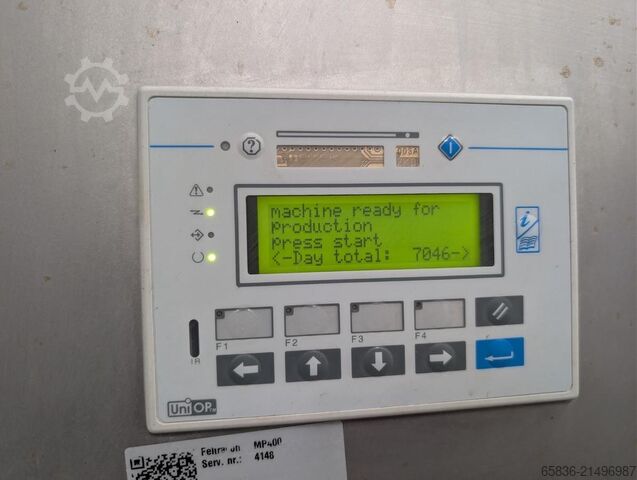 machine ready for
production
press start
<-Day total: 7046->
F1
F2
F3
F4
IR
UniOP
MP400
Serv. nr.: 4148
65836-21496987